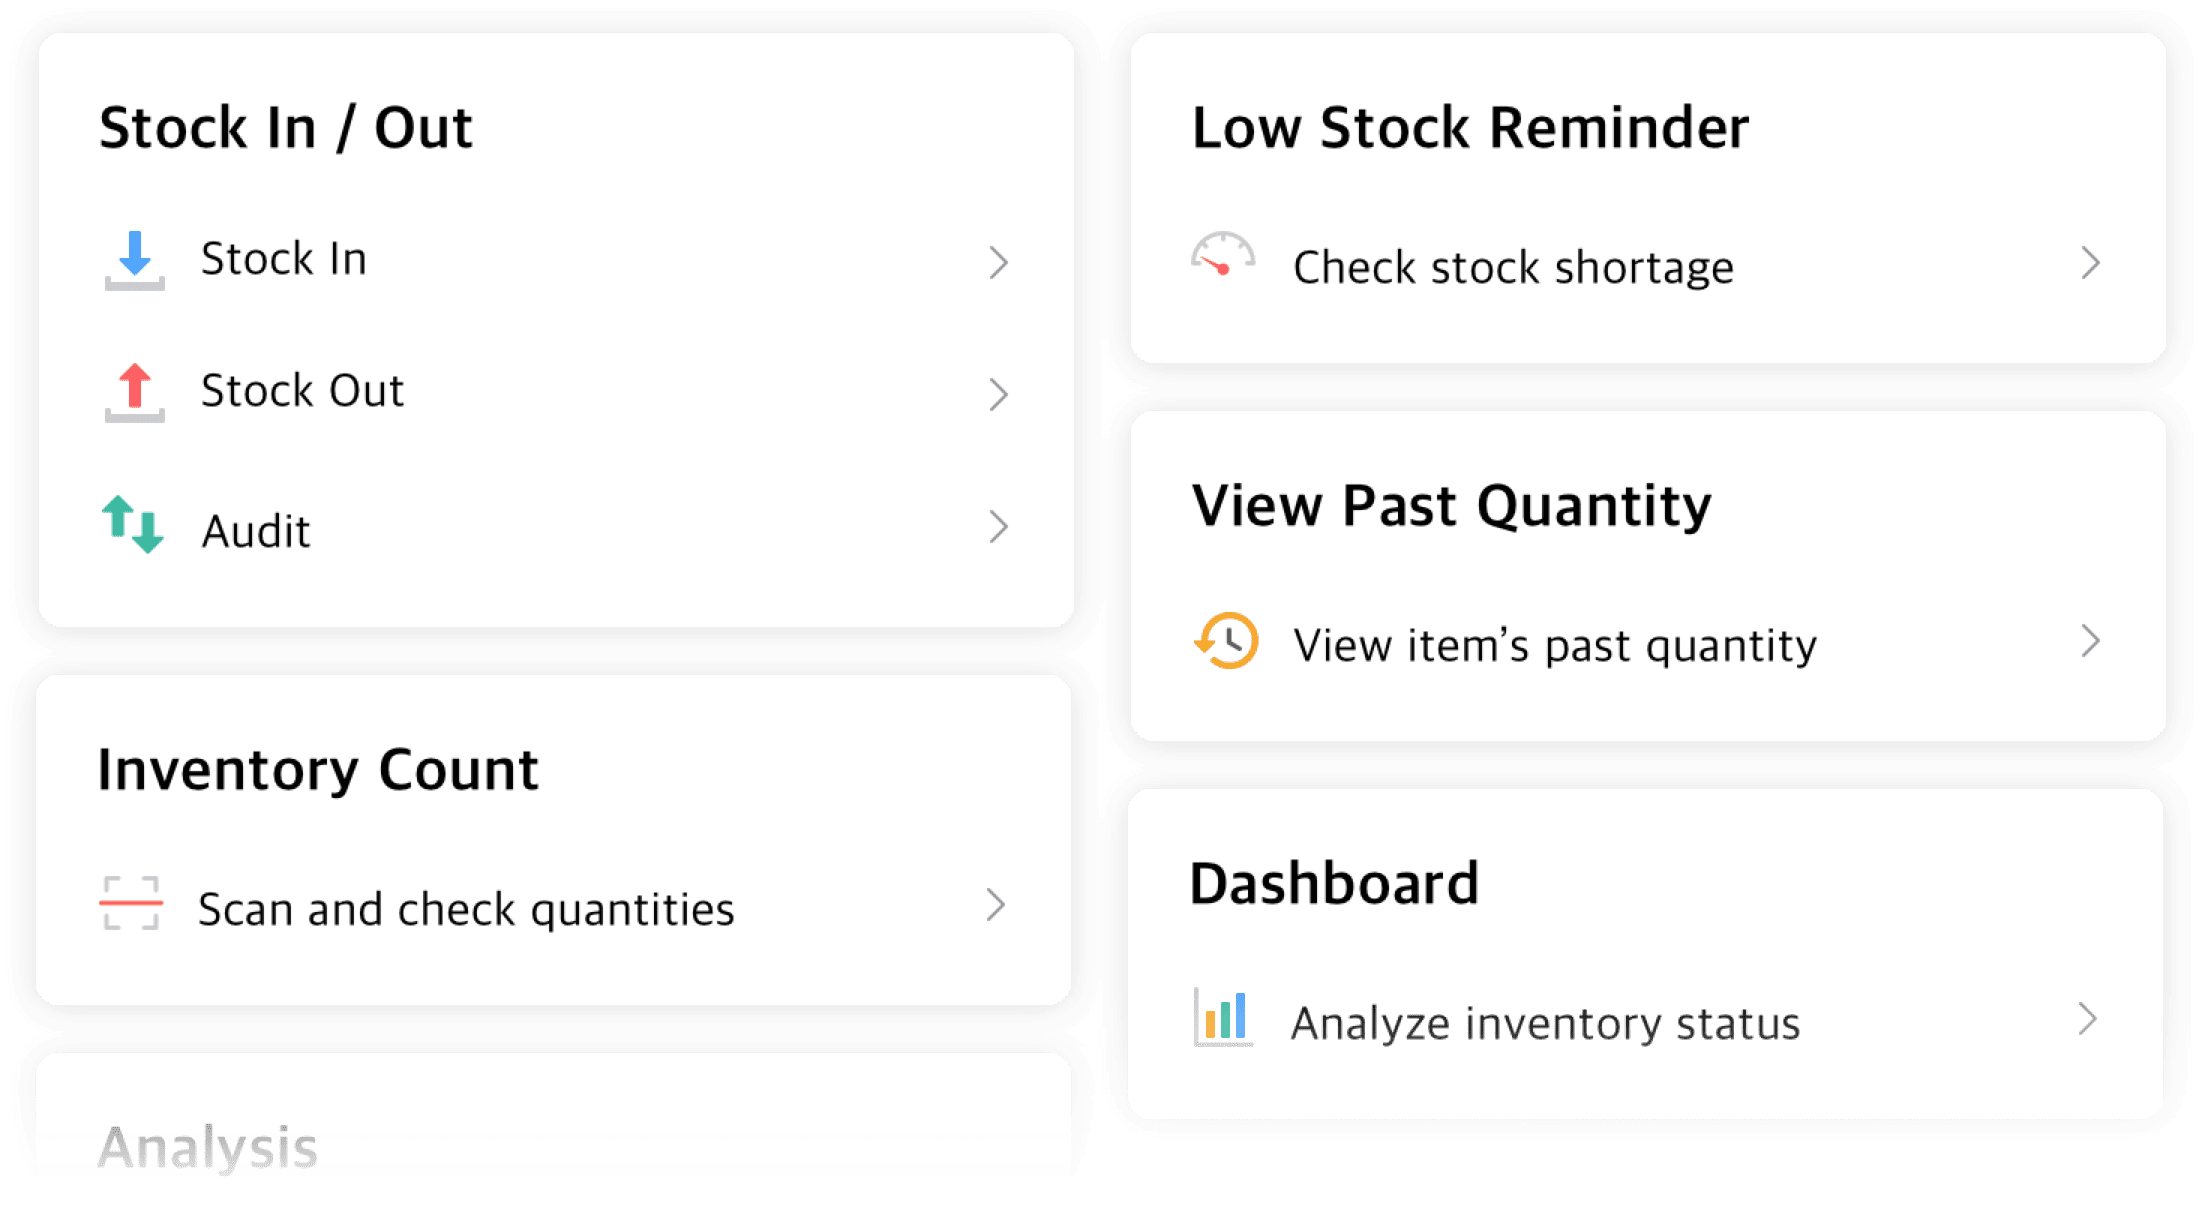 Stock In / Out
Stock In
Stock Out
Audit
Inventory Count
Scan and check quantities
Analysis
Low Stock Reminder
Check stock shortage
View Past Quantity
View item’s past quantity
Dashboard
Analyze inventory status